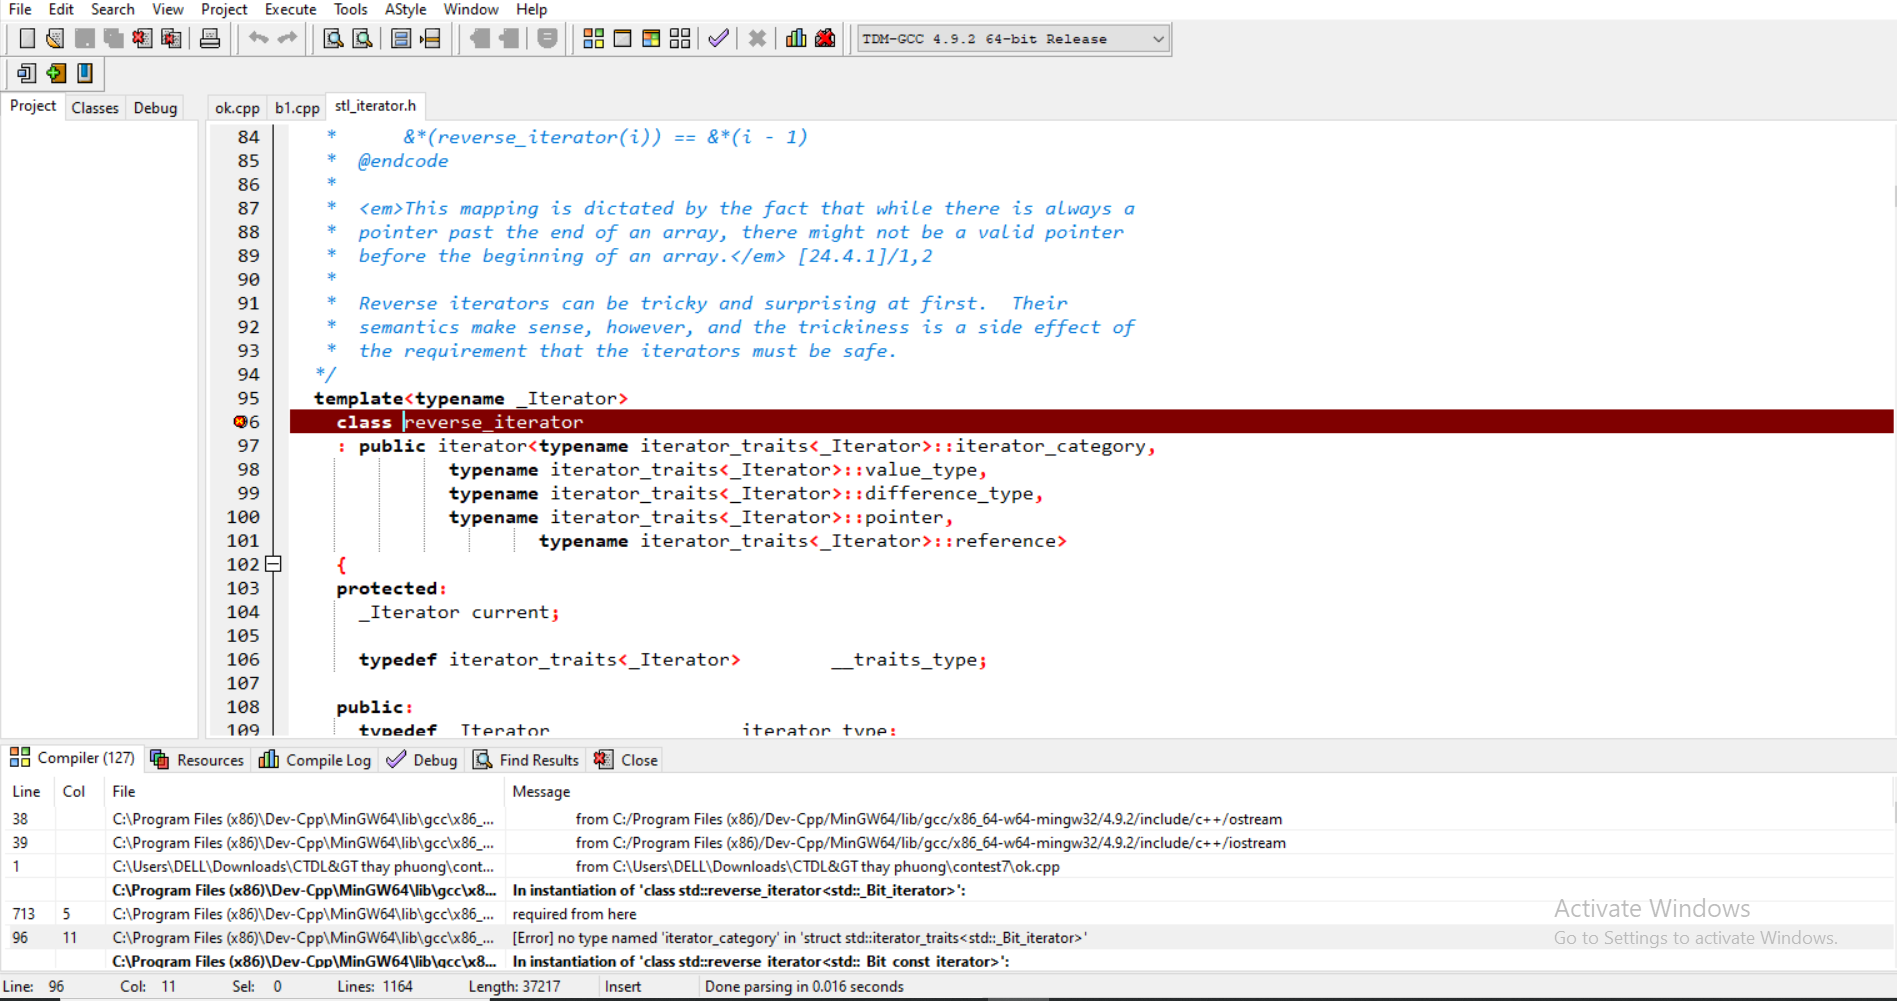 File Edit Search View Project Execute Tools AStyle Window Help
TDM-GCC 4.9.2 64-bit Release
Project Classes Debug ok.cpp b1.cpp stl_iterator.h
84 * &*(reverse_iterator(i)) == &*(i - 1)
85 * @endcode
86 *
87 * <em>This mapping is dictated by the fact that while there is always a
88 * pointer past the end of an array, there might not be a valid pointer
89 * before the beginning of an array.</em> [24.4.1]/1,2
90 *
91 * Reverse iterators can be tricky and surprising at first. Their
92 * semantics make sense, however, and the trickiness is a side effect of
93 * the requirement that the iterators must be safe.
94 */
95 template<typename _Iterator>
6 class reverse_iterator
97 : public iterator<typename iterator_traits<_Iterator>::iterator_category,
98 typename iterator_traits<_Iterator>::value_type,
99 typename iterator_traits<_Iterator>::difference_type,
100 typename iterator_traits<_Iterator>::pointer,
101 typename iterator_traits<_Iterator>::reference>
102 {
103 protected:
104 _Iterator current;
105
106 typedef iterator_traits<_Iterator> __traits_type;
107
108 public:
109 typedef _Iterator iterator_type;
Compiler (127) Resources Compile Log Debug Find Results Close
Line Col File Message
38 C:\Program Files (x86)\Dev-Cpp\MinGW64\lib\gcc\x86_... from C:/Program Files (x86)/Dev-Cpp/MinGW64/lib/gcc/x86_64-w64-mingw32/4.9.2/include/c++/ostream
39 C:\Program Files (x86)\Dev-Cpp\MinGW64\lib\gcc\x86_... from C:/Program Files (x86)/Dev-Cpp/MinGW64/lib/gcc/x86_64-w64-mingw32/4.9.2/include/c++/iostream
1 C:\Users\DELL\Downloads\CTDL&GT thay phuong\cont... from C:\Users\DELL\Downloads\CTDL&GT thay phuong\contest7\ok.cpp
C:\Program Files (x86)\Dev-Cpp\MinGW64\lib\gcc\x8... In instantiation of 'class std::reverse_iterator<std::_Bit_iterator>':
713 5 C:\Program Files (x86)\Dev-Cpp\MinGW64\lib\gcc\x86_... required from here
96 11 C:\Program Files (x86)\Dev-Cpp\MinGW64\lib\gcc\x86_... [Error] no type named 'iterator_category' in 'struct std::iterator_traits<std::_Bit_iterator>'
C:\Program Files (x86)\Dev-Cpp\MinGW64\lib\gcc\x8... In instantiation of 'class std::reverse_iterator<std::_Bit_const_iterator>':
Activate Windows
Go to Settings to activate Windows.
Line: 96 Col: 11 Sel: 0 Lines: 1164 Length: 37217 Insert Done parsing in 0.016 seconds